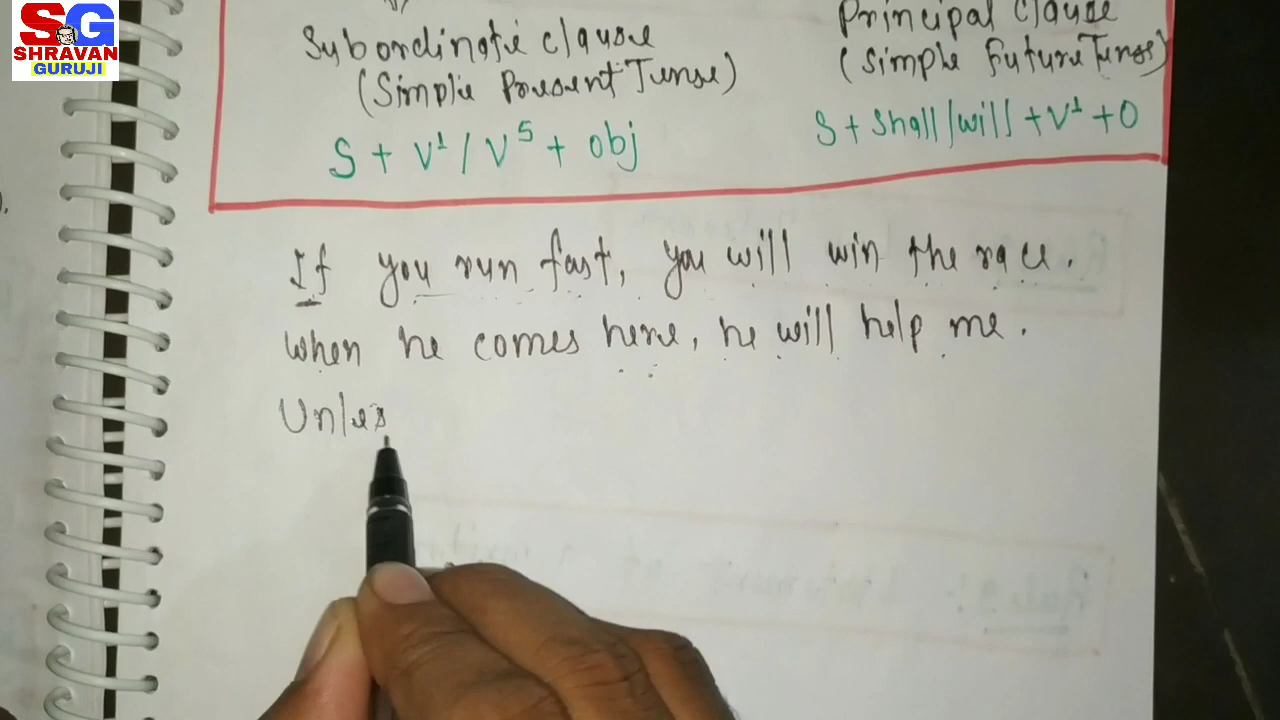 SG
SHRAVAN
GURUJI
Subordinate clause
Principal Clause
(Simple Present Tense)
(Simple Future Tense)
S + V¹ / V⁵ + obj
S + Shall / will + V¹ + O
If you run fast, you will win the race.
When he comes here, he will help me.
Unles